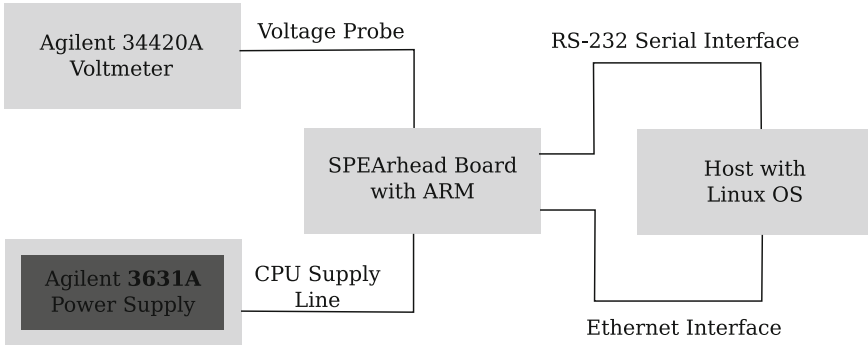 Agilent 34420A
Voltmeter
Voltage Probe
RS-232 Serial Interface
SPEArhead Board
with ARM
Host with
Linux OS
Agilent 3631A
Power Supply
CPU Supply
Line
Ethernet Interface